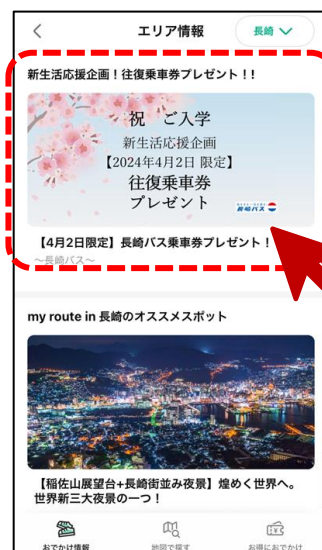 エリア情報
長崎
新生活応援企画!往復乗車券プレゼント!!
祝 ご入学
新生活応援企画
【2024年4月2日 限定】
往復乗車券
プレゼント
長崎バス
【4月2日限定】長崎バス乗車券プレゼント!
~長崎バス~
my route in 長崎のオススメスポット
【稲佐山展望台+長崎街並み夜景】煌めく世界へ。
世界新三大夜景の一つ!
おでかけ情報
地図で探す
お得におでかけ